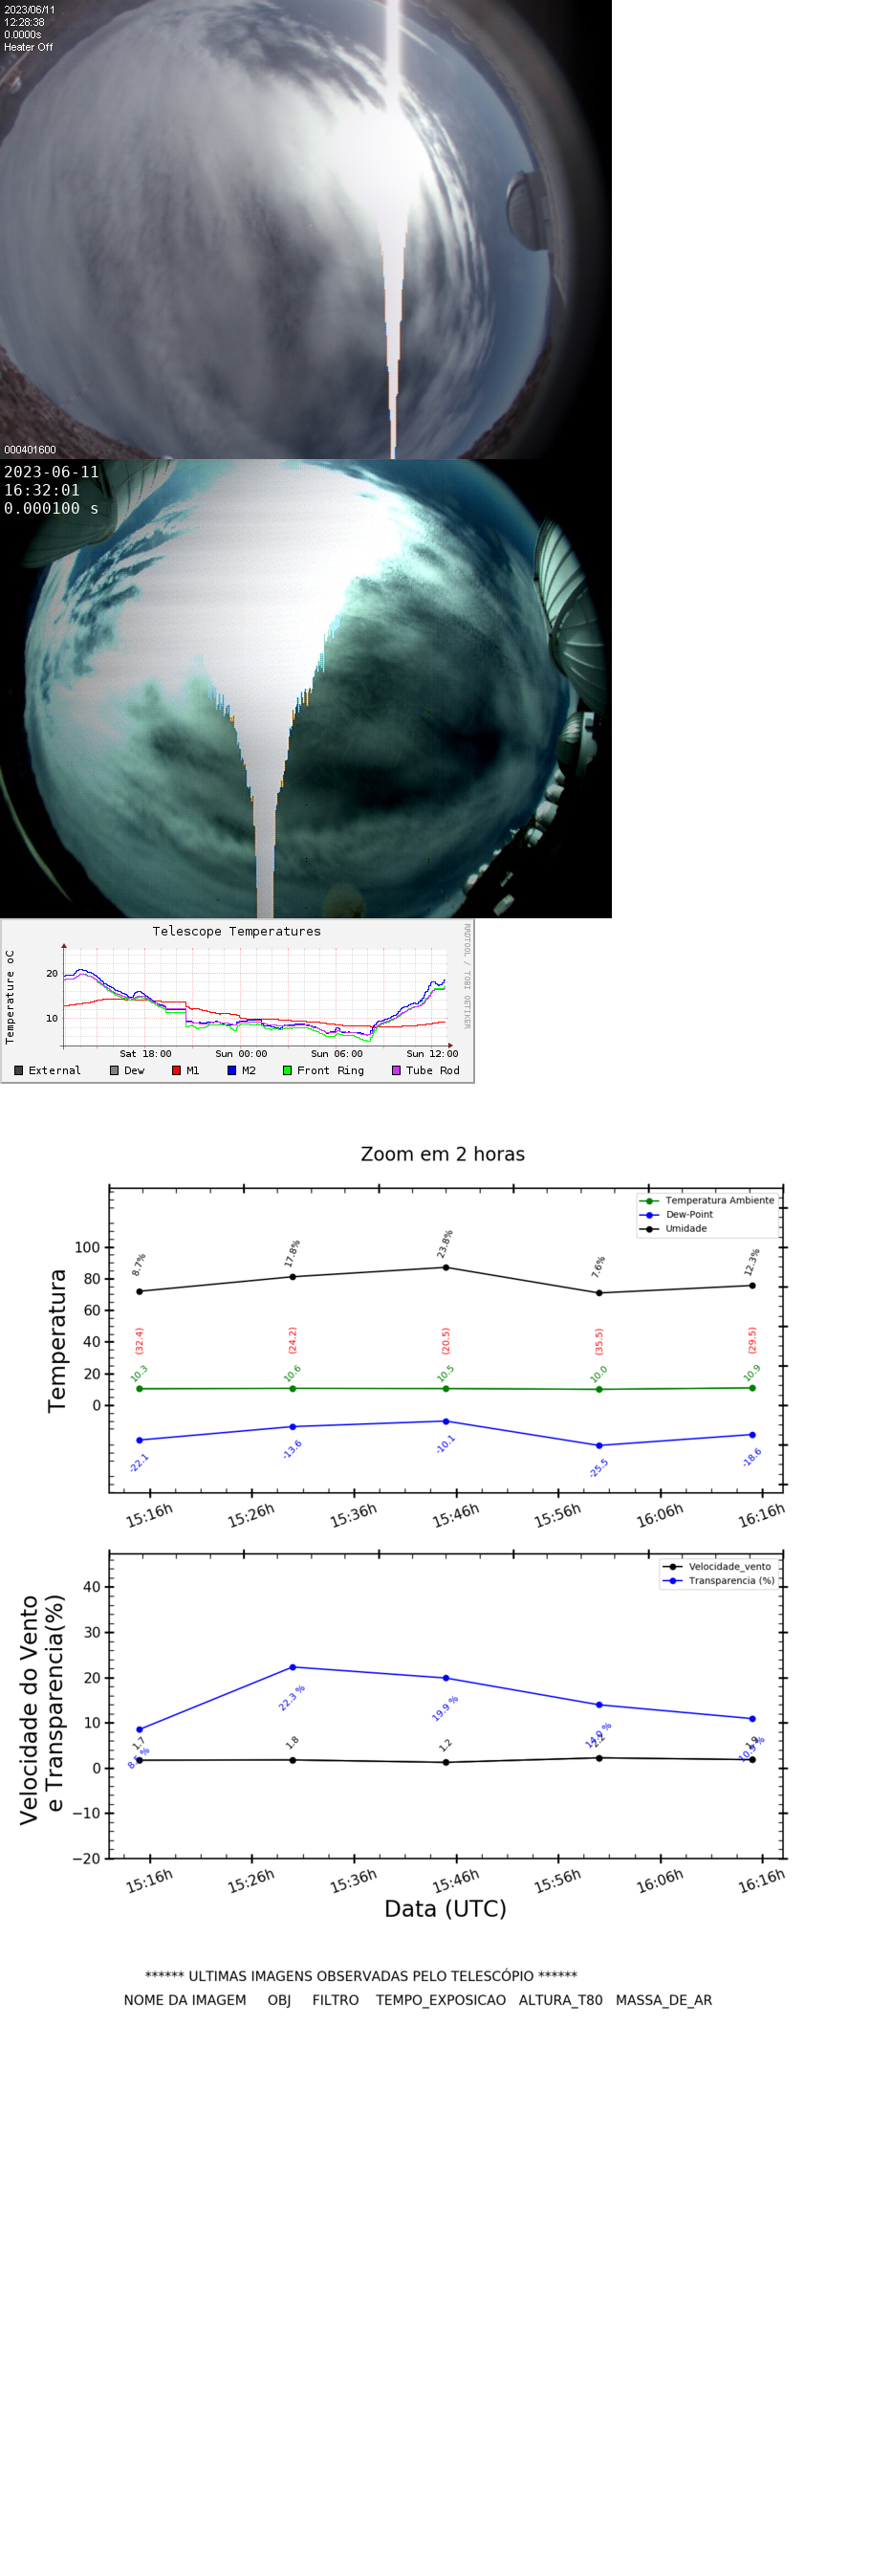 2023/06/11
12:28:38
0.0000s
Heater Off
000401600
2023-06-11
16:32:01
0.000100 s
Telescope Temperatures
RRDTOOL / TOBI OETIKER
Temperature oC
20
10
Sat 18:00 Sun 00:00 Sun 06:00 Sun 12:00
External Dew M1 M2 Front Ring Tube Rod
Zoom em 2 horas
Temperatura
Temperatura Ambiente
Dew-Point
Umidade
100
80
60
40
20
0
8.7% 17.8% 23.8% 7.6% 12.3%
(32.4) (24.2) (20.5) (35.5) (29.5)
10.3 10.6 10.5 10.0 10.9
-22.1 -13.6 -10.1 -25.5 -18.6
15:16h 15:26h 15:36h 15:46h 15:56h 16:06h 16:16h
Velocidade do Vento
e Transparencia(%)
Velocidade_vento
Transparencia (%)
40
30
20
10
0
−10
−20
22.3 % 19.9 % 14.0 %
1.7 1.8 1.2
15:16h 15:26h 15:36h 15:46h 15:56h 16:06h 16:16h
Data (UTC)
****** ULTIMAS IMAGENS OBSERVADAS PELO TELESCÓPIO ******
NOME DA IMAGEM OBJ FILTRO TEMPO_EXPOSICAO ALTURA_T80 MASSA_DE_AR